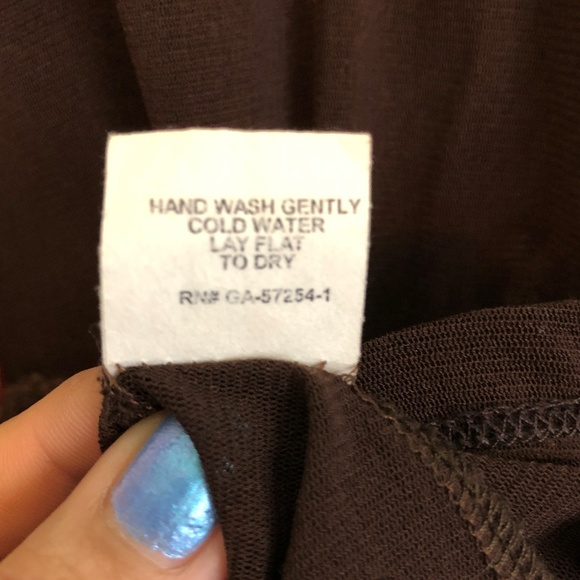 HAND WASH GENTLY
COLD WATER
LAY FLAT
TO DRY
RN# GA-57254-1